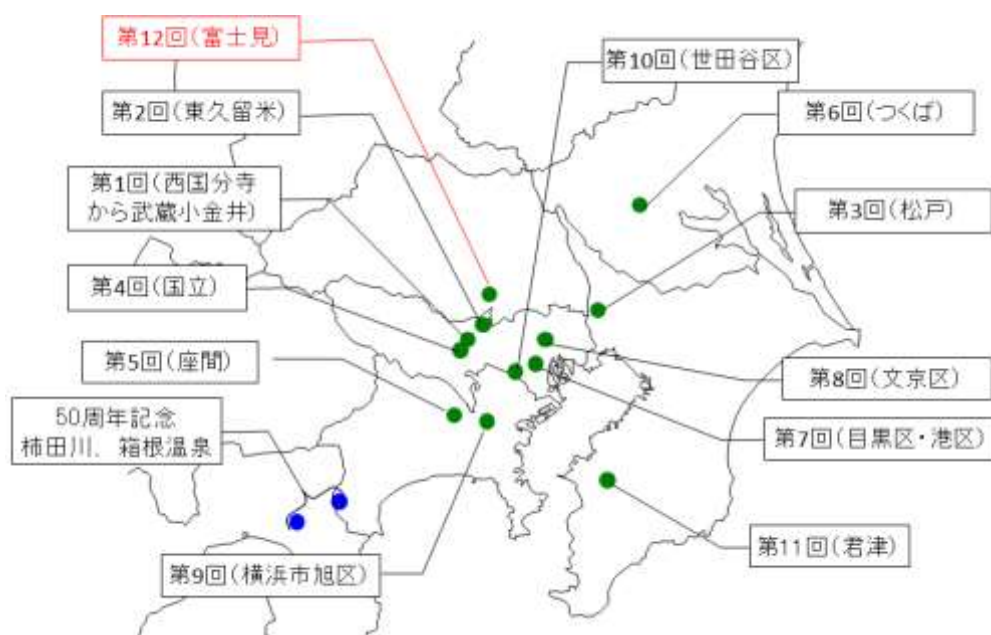 第12回(富士見)
第10回(世田谷区)
第2回(東久留米)
第6回(つくば)
第1回(西国分寺
から武蔵小金井)
第3回(松戸)
第4回(国立)
第5回(座間)
第8回(文京区)
50周年記念
柿田川、箱根温泉
第7回(目黒区・港区)
第11回(君津)
第9回(横浜市旭区)